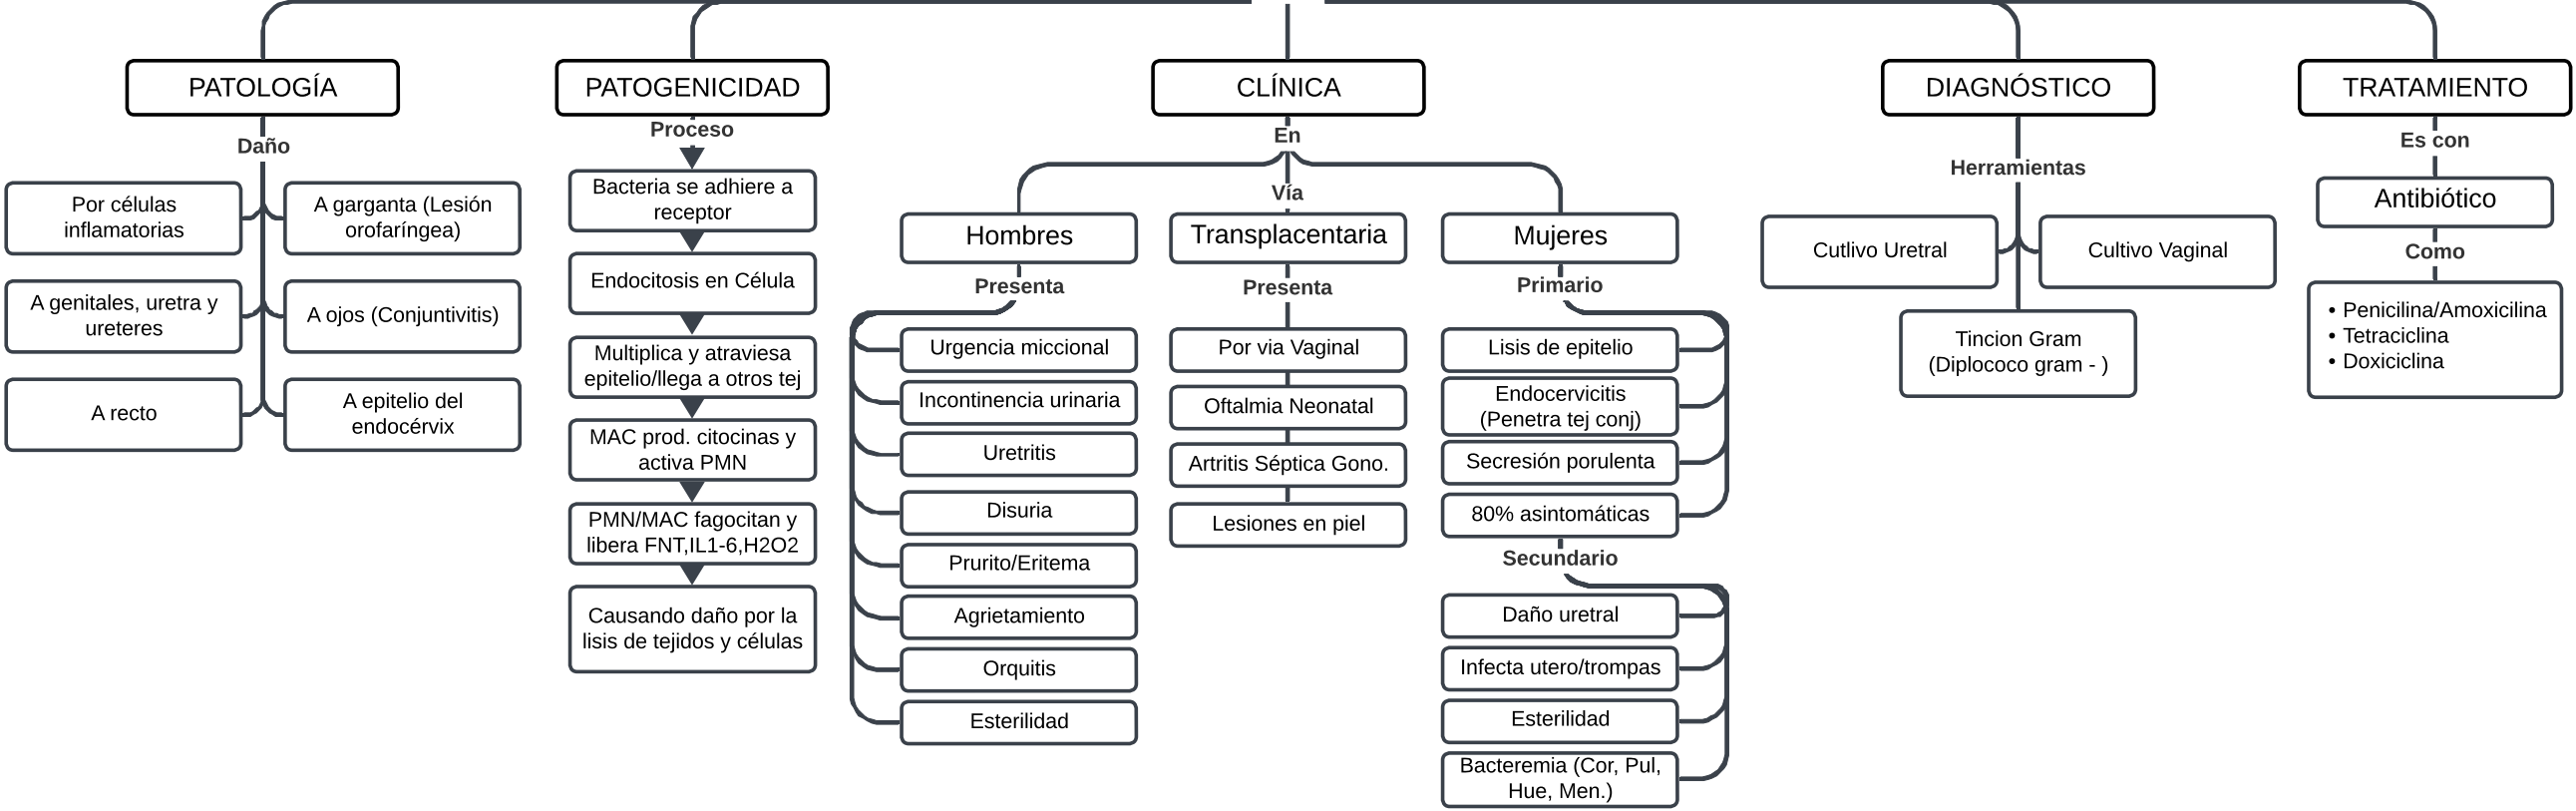 PATOLOGÍA
Daño
Por células
inflamatorias
A garganta (Lesión
orofaríngea)
A genitales, uretra y
ureteres
A ojos (Conjuntivitis)
A recto
A epitelio del
endocérvix
PATOGENICIDAD
Proceso
Bacteria se adhiere a
receptor
Endocitosis en Célula
Multiplica y atraviesa
epitelio/llega a otros tej
MAC prod. citocinas y
activa PMN
PMN/MAC fagocitan y
libera FNT,IL1-6,H2O2
Causando daño por la
lisis de tejidos y células
CLÍNICA
En
Hombres
Presenta
Urgencia miccional
Incontinencia urinaria
Uretritis
Disuria
Prurito/Eritema
Agrietamiento
Orquitis
Esterilidad
Vía
Transplacentaria
Presenta
Por via Vaginal
Oftalmia Neonatal
Artritis Séptica Gono.
Lesiones en piel
Mujeres
Primario
Lisis de epitelio
Endocervicitis
(Penetra tej conj)
Secresión porulenta
80% asintomáticas
Secundario
Daño uretral
Infecta utero/trompas
Esterilidad
Bacteremia (Cor, Pul,
Hue, Men.)
DIAGNÓSTICO
Herramientas
Cutlivo Uretral
Cultivo Vaginal
Tincion Gram
(Diplococo gram - )
TRATAMIENTO
Es con
Antibiótico
Como
• Penicilina/Amoxicilina
• Tetraciclina
• Doxiciclina